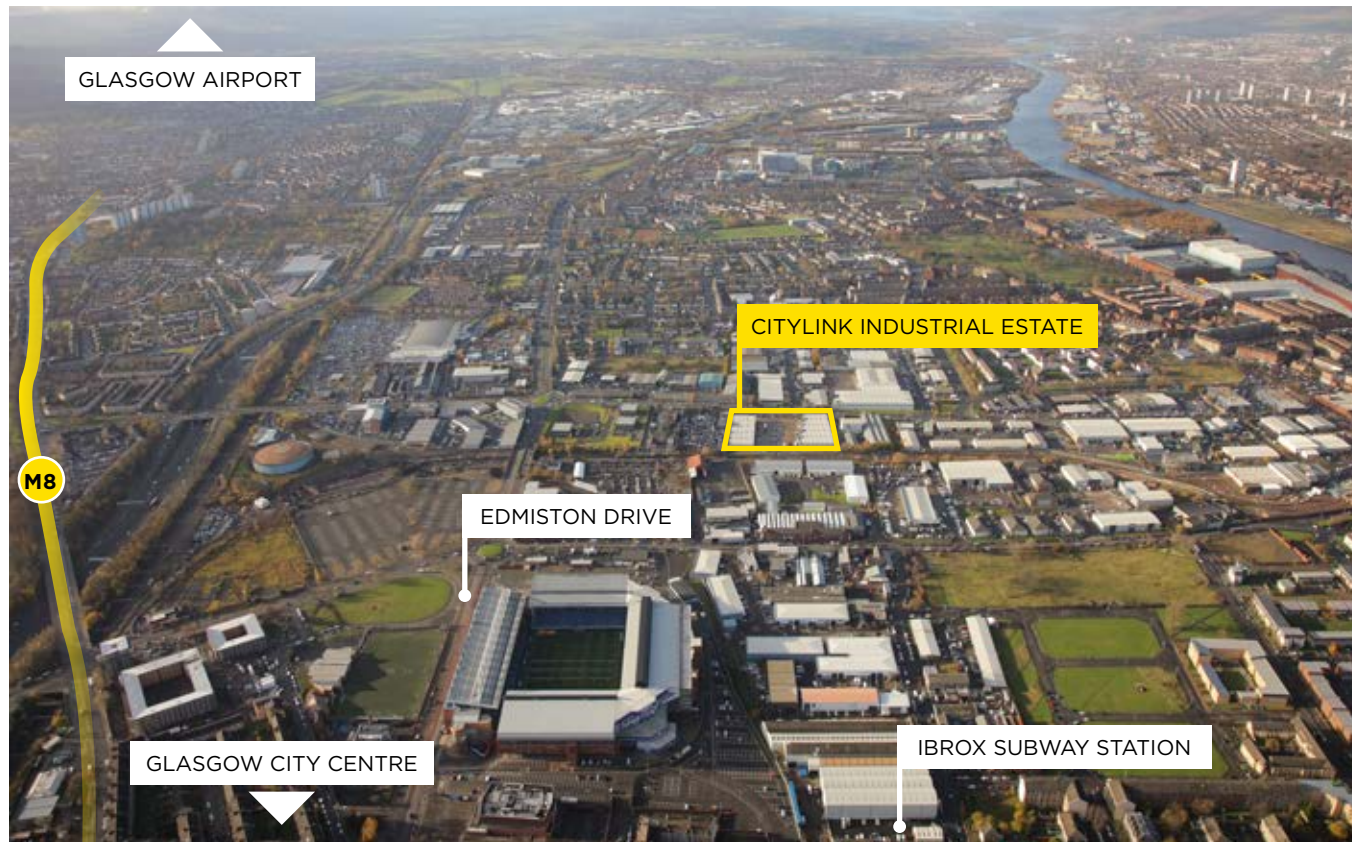 GLASGOW AIRPORT
CITYLINK INDUSTRIAL ESTATE
M8
EDMISTON DRIVE
GLASGOW CITY CENTRE
IBROX SUBWAY STATION